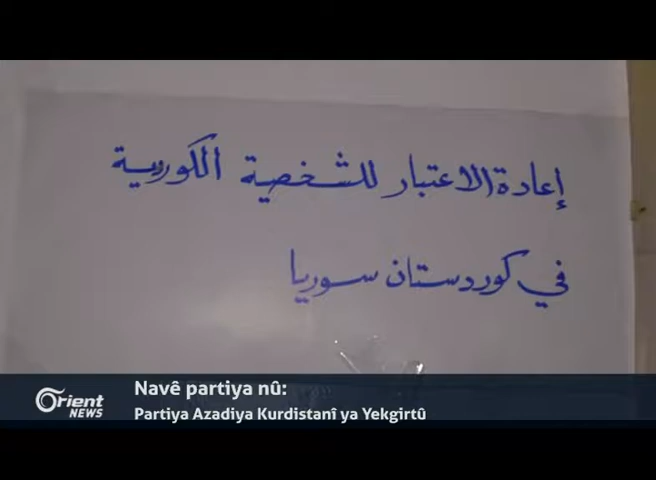 إعادة الاعتبار للشخصية الكوردية
في كوردستان سوريا
Orient NEWS
Navê partiya nû:
Partiya Azadiya Kurdistanî ya Yekgirtû